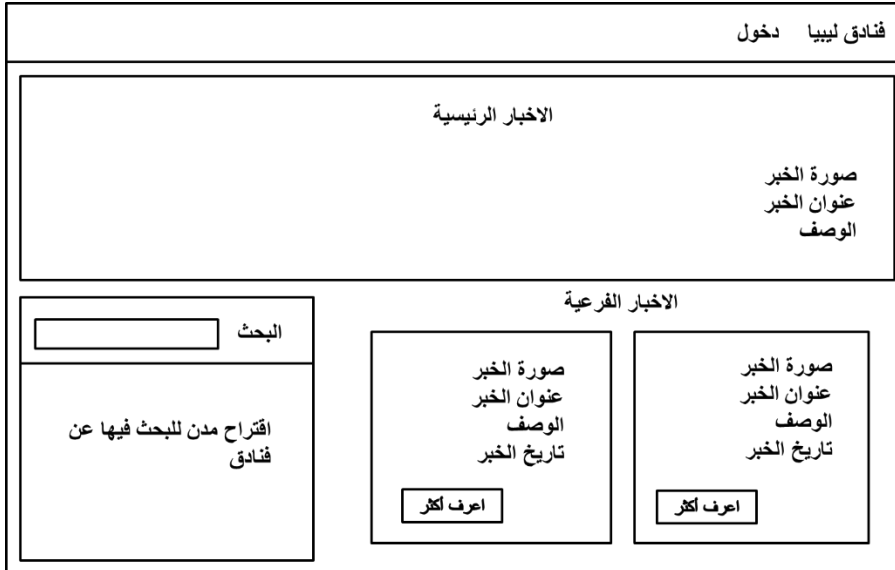 فنادق ليبيا دخول
الاخبار الرئيسية
صورة الخبر
عنوان الخبر
الوصف
الاخبار الفرعية
صورة الخبر
عنوان الخبر
الوصف
تاريخ الخبر
اعرف أكثر
صورة الخبر
عنوان الخبر
الوصف
تاريخ الخبر
اعرف أكثر
البحث
اقتراح مدن للبحث فيها عن
فنادق